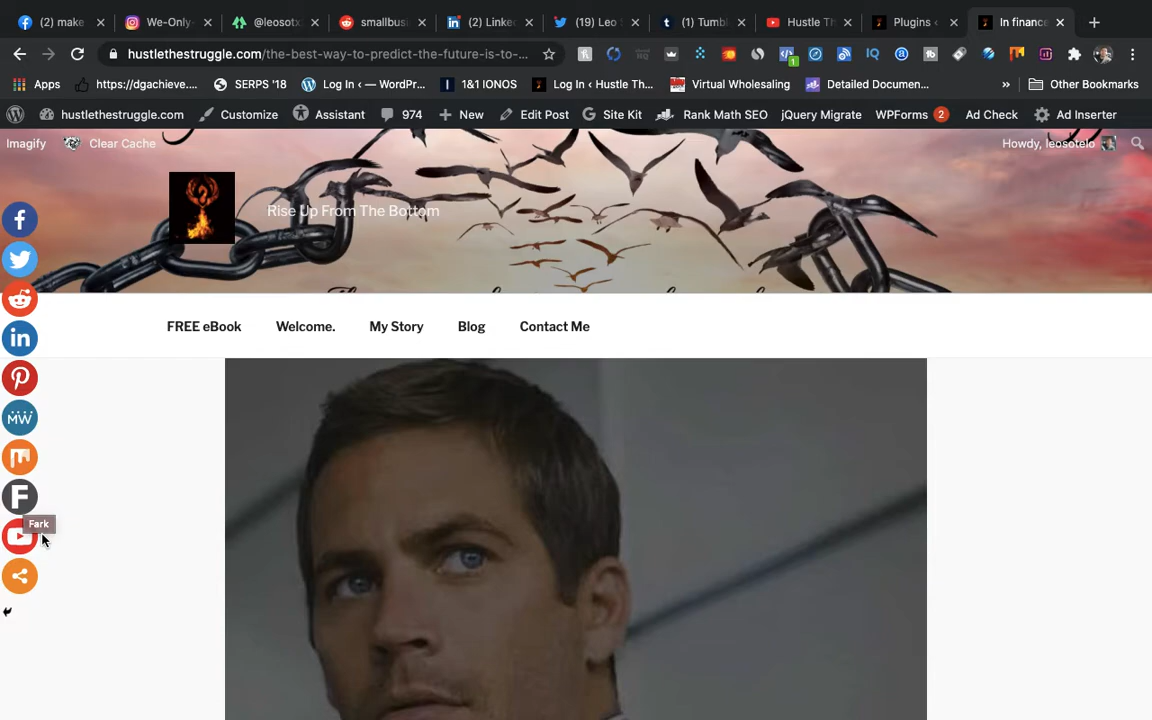 (2) make
We-Only-
@leosotx
smallbusi
(2) Linke
(19) Leo S
(1) Tumbl
Hustle Th
Plugins ‹
In finance
hustlethestruggle.com/the-best-way-to-predict-the-future-is-to-...
Apps
https://dgachieve....
SERPS '18
Log In ‹ — WordPr...
1&1 IONOS
Log In ‹ Hustle Th...
Virtual Wholesaling
Detailed Documen...
»
Other Bookmarks
hustlethestruggle.com
Customize
Assistant
974
New
Edit Post
Site Kit
Rank Math SEO
jQuery Migrate
WPForms 2
Ad Check
Ad Inserter
Imagify
Clear Cache
Howdy, leosotelo
Rise Up From The Bottom
FREE eBook
Welcome.
My Story
Blog
Contact Me
MW
Fark